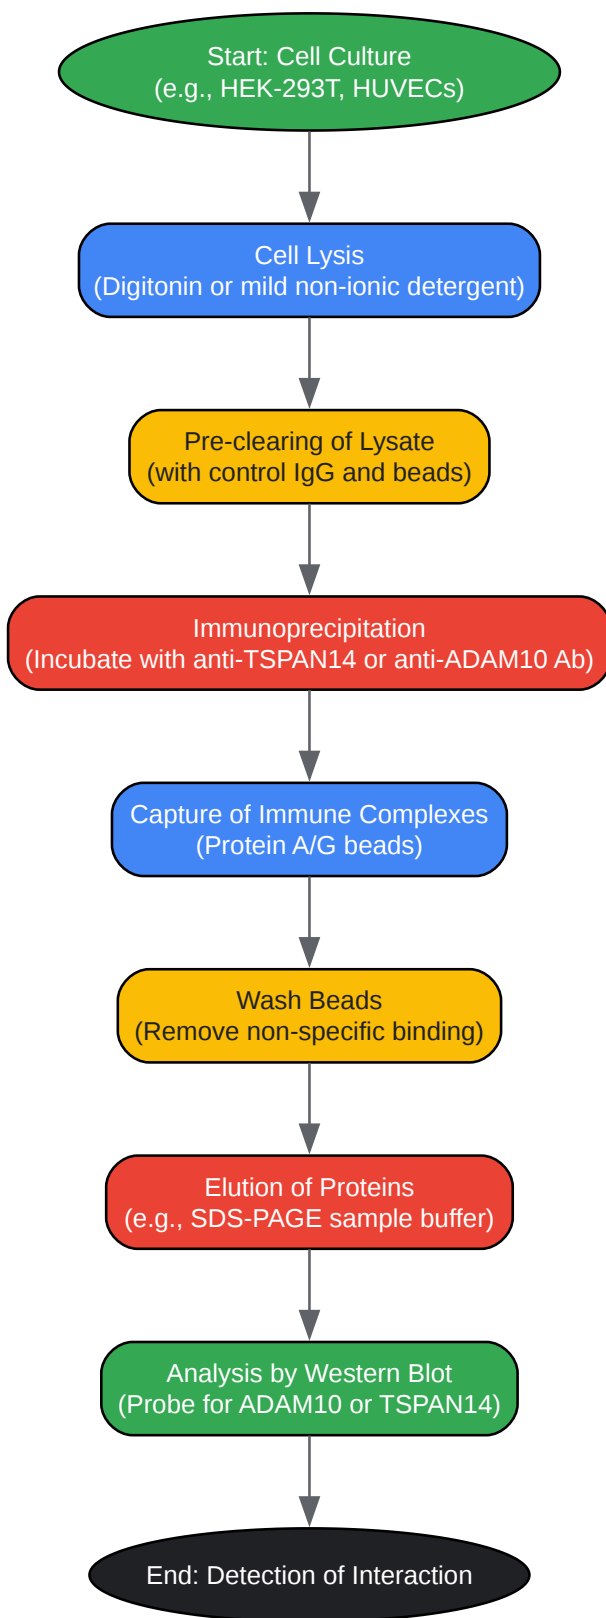 Start: Cell Culture
(e.g., HEK-293T, HUVECs)
Cell Lysis
(Digitonin or mild non-ionic detergent)
Pre-clearing of Lysate
(with control IgG and beads)
Immunoprecipitation
(Incubate with anti-TSPAN14 or anti-ADAM10 Ab)
Capture of Immune Complexes
(Protein A/G beads)
Wash Beads
(Remove non-specific binding)
Elution of Proteins
(e.g., SDS-PAGE sample buffer)
Analysis by Western Blot
(Probe for ADAM10 or TSPAN14)
End: Detection of Interaction